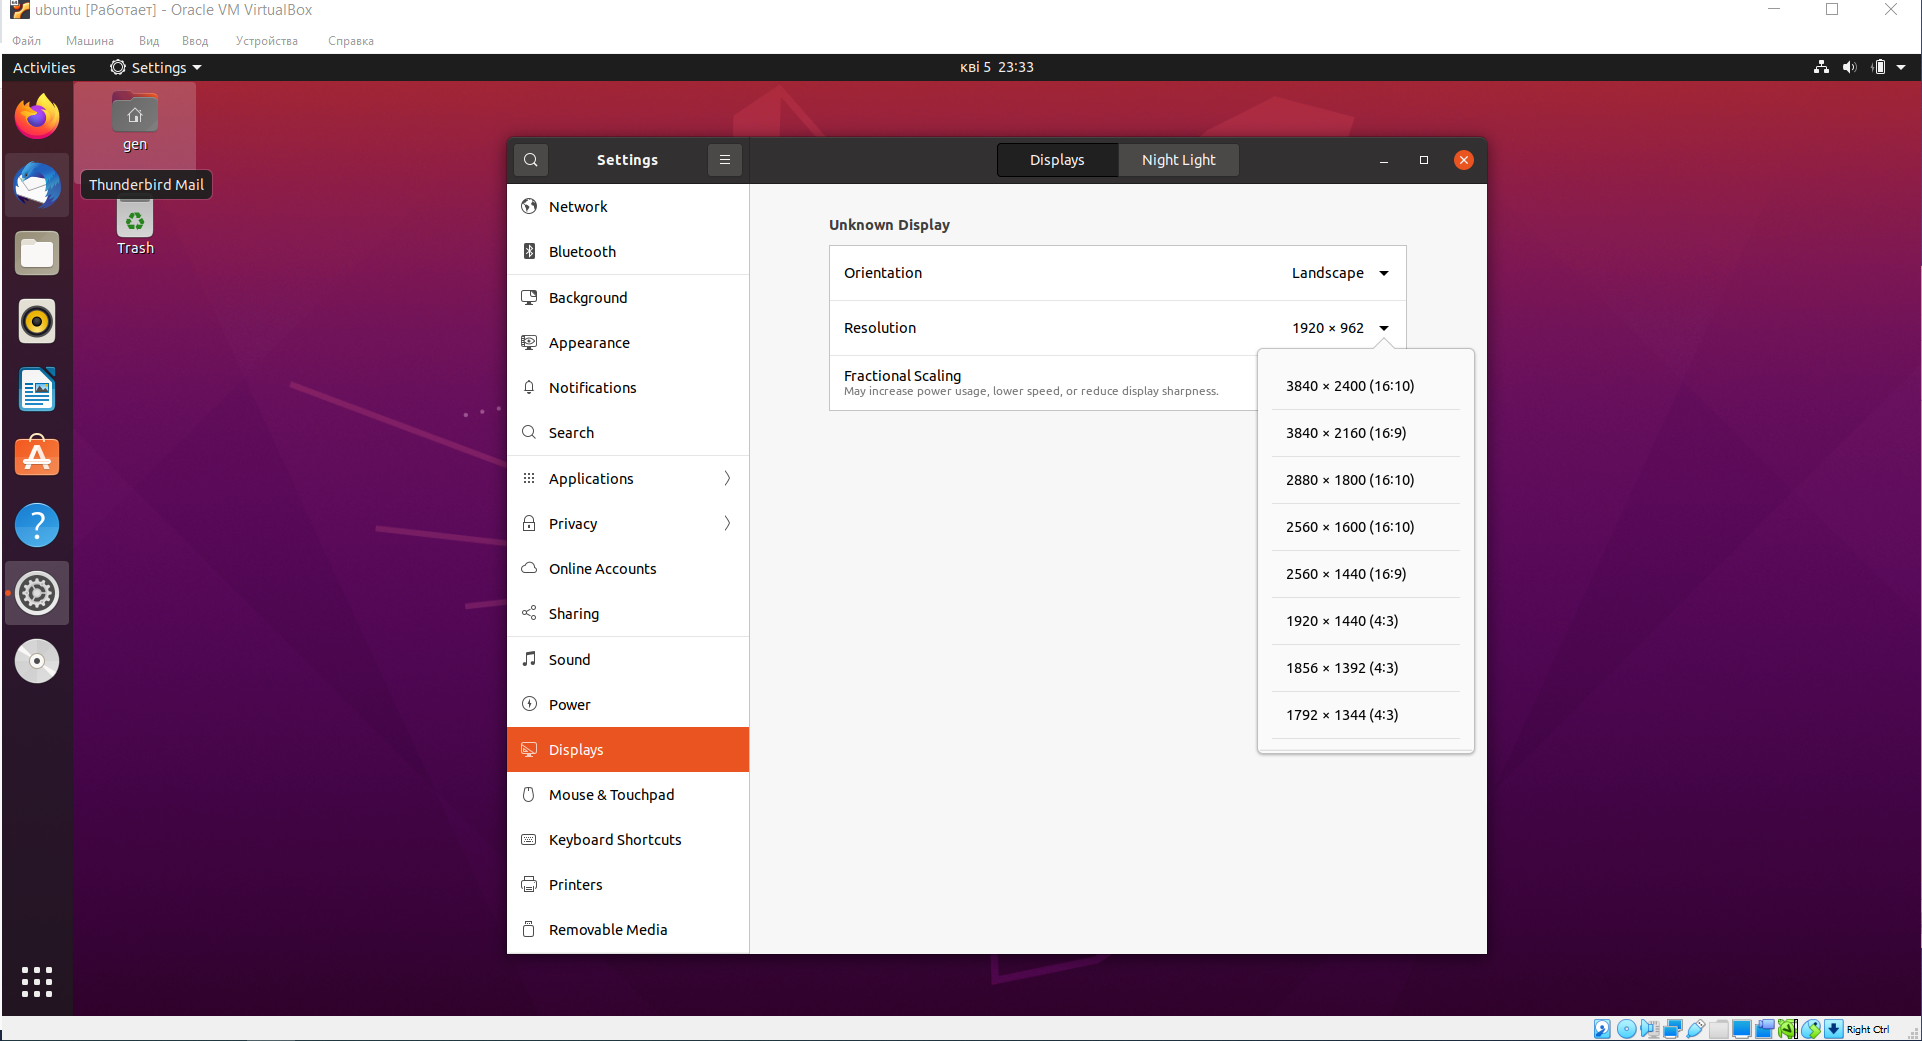 ubuntu [Работает] - Oracle VM VirtualBox
Файл Машина Вид Ввод Устройства Справка
Activities Settings кві 5 23:33
gen
Thunderbird Mail
Trash
Settings Displays Night Light
Network
Bluetooth
Background
Appearance
Notifications
Search
Applications
Privacy
Online Accounts
Sharing
Sound
Power
Displays
Mouse & Touchpad
Keyboard Shortcuts
Printers
Removable Media
Unknown Display
Orientation Landscape
Resolution 1920 × 962
Fractional Scaling
May increase power usage, lower speed, or reduce display sharpness.
3840 × 2400 (16:10)
3840 × 2160 (16:9)
2880 × 1800 (16:10)
2560 × 1600 (16:10)
2560 × 1440 (16:9)
1920 × 1440 (4:3)
1856 × 1392 (4:3)
1792 × 1344 (4:3)
Right Ctrl